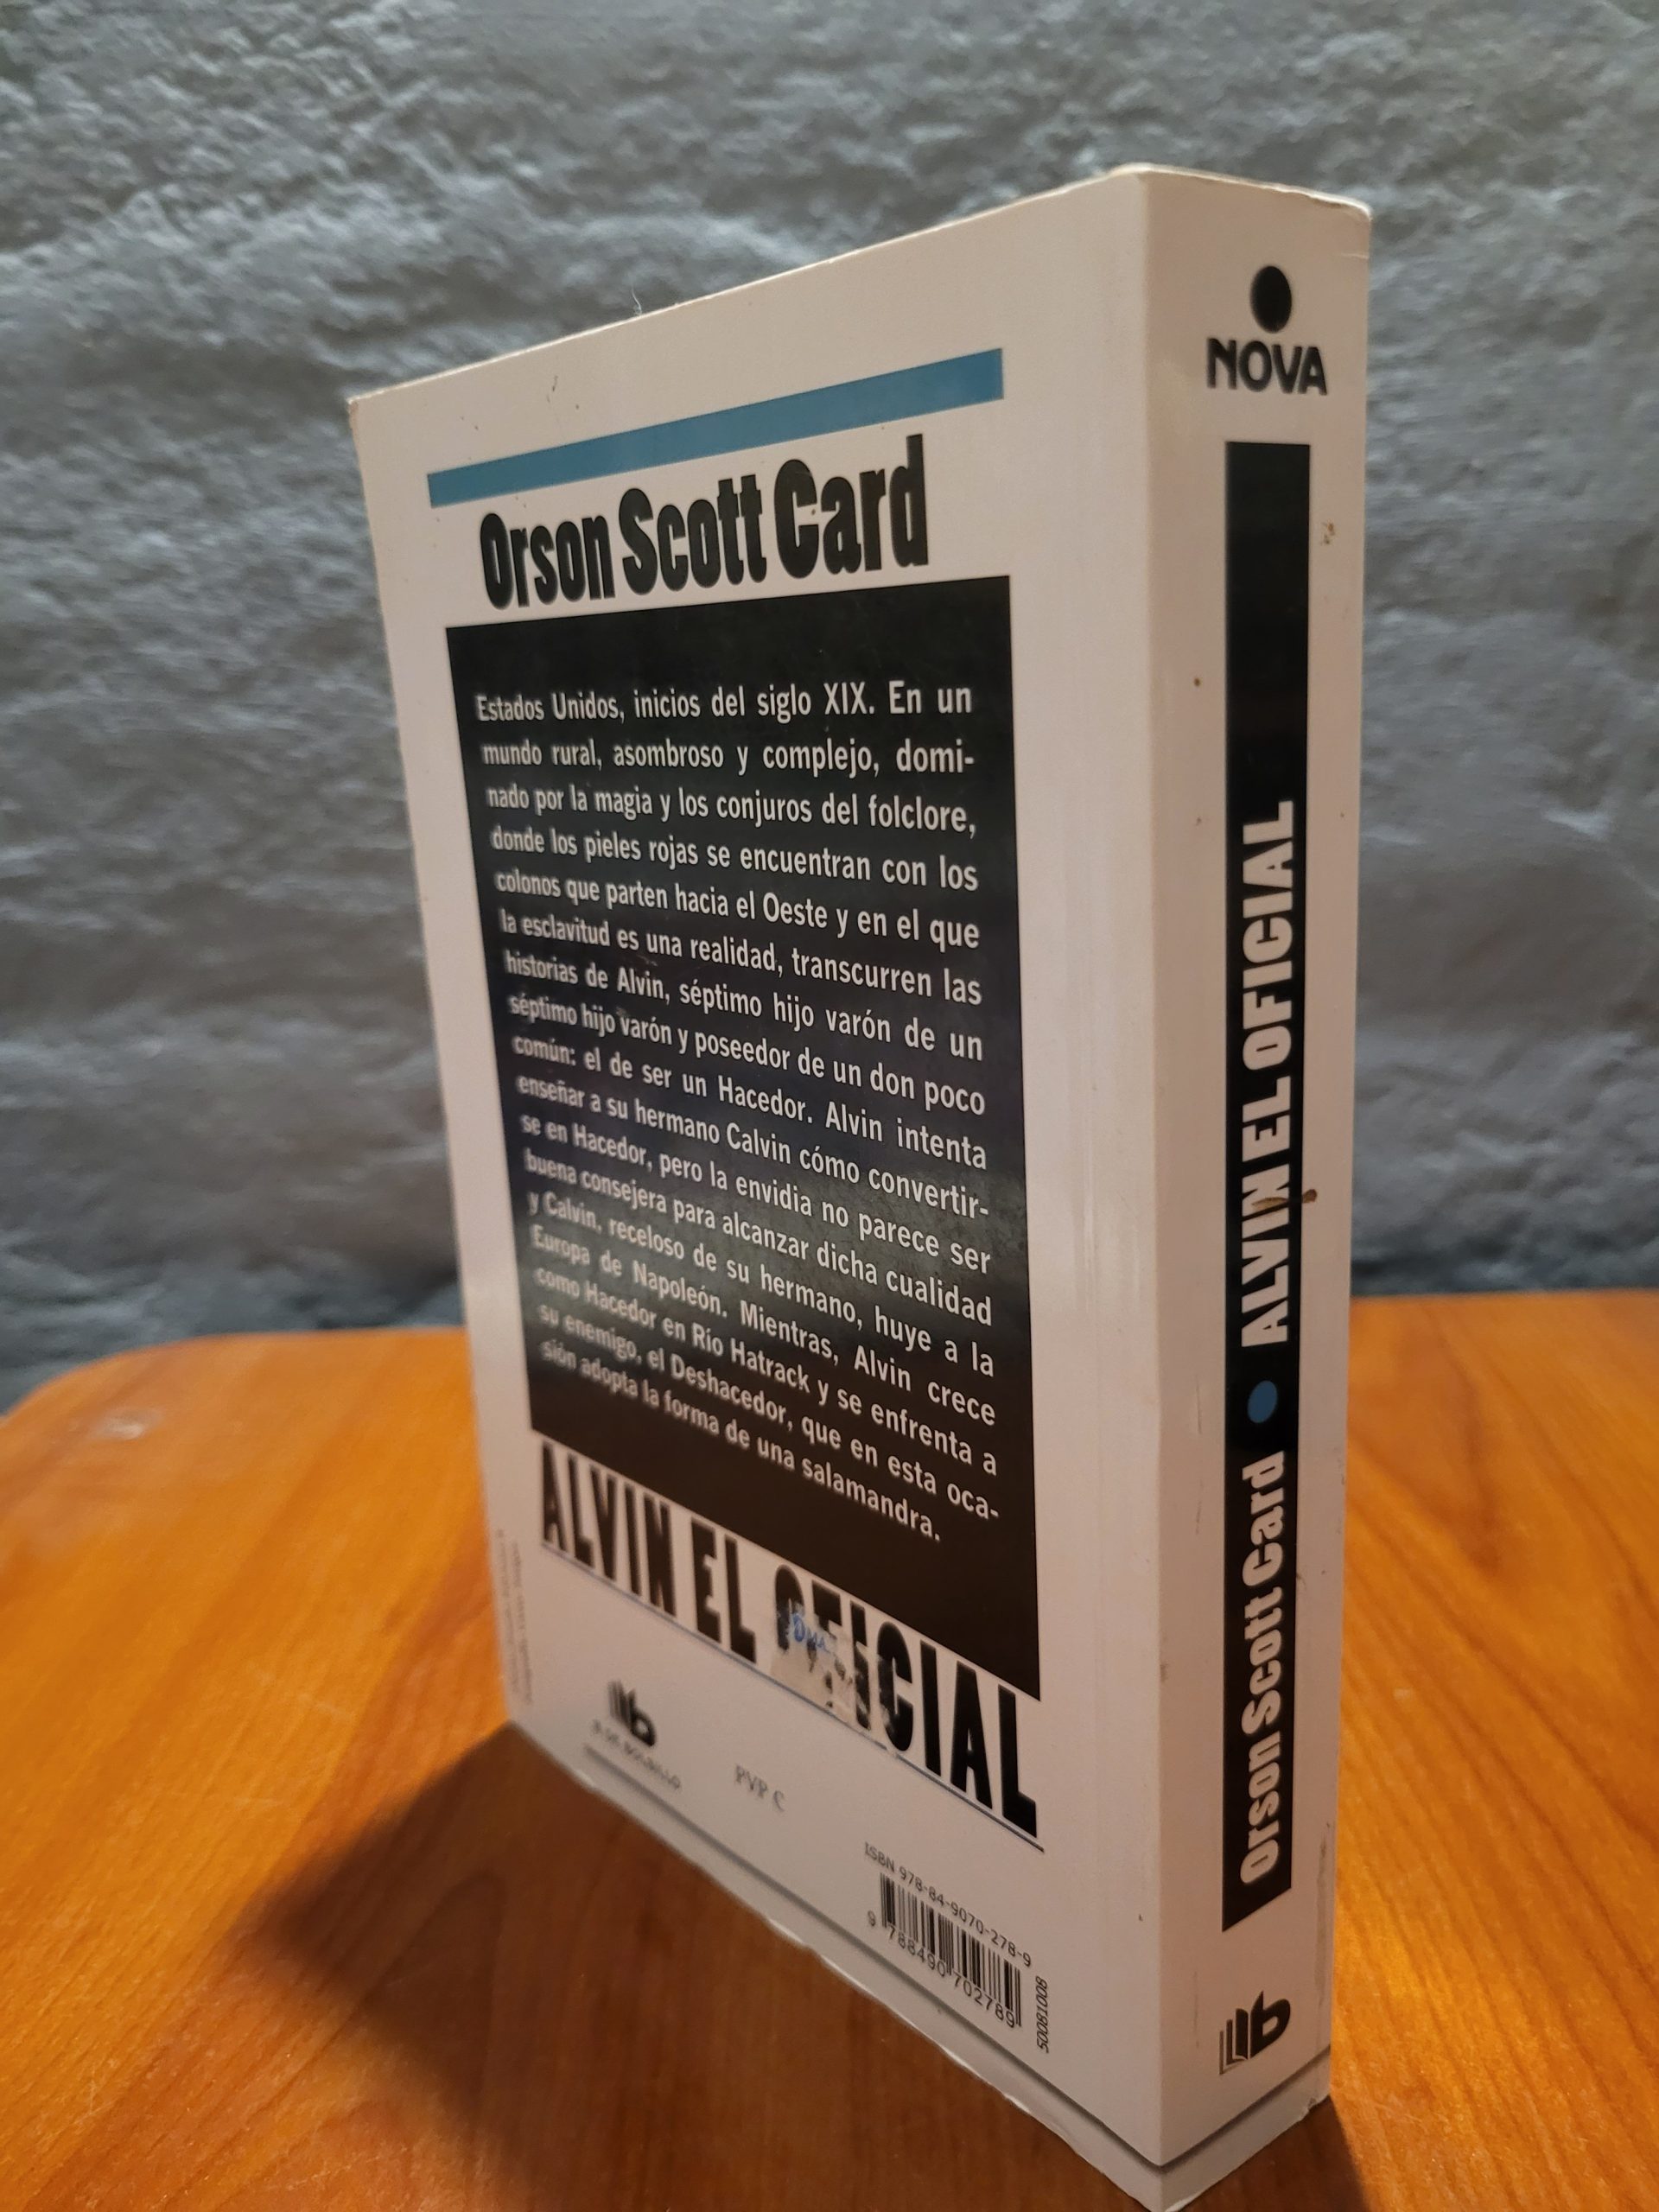 Orson Scott Card
Estados Unidos, inicios del siglo XIX. En un
mundo rural, asombroso y complejo, domi-
nado por la magia y los conjuros del folclore,
donde los pieles rojas se encuentran con los
colonos que parten hacia el Oeste y en el que
la esclavitud es una realidad, transcurren las
historias de Alvin, séptimo hijo varón de un
séptimo hijo varón y poseedor de un don poco
común: el de ser un Hacedor. Alvin intenta
enseñar a su hermano Calvin cómo convertir-
se en Hacedor, pero la envidia no parece ser
buena consejera para alcanzar dicha cualidad
y Calvin, receloso de su hermano, huye a la
Europa de Napoleón. Mientras, Alvin crece
como Hacedor en Río Hatrack y se enfrenta a
su enemigo, el Deshacedor, que en esta oca-
sión adopta la forma de una salamandra.
ALVIN EL OFICIAL
b
B DE BOLSILLO
PVP €
ISBN 978-84-9070-278-9
9 788490 702789
50081008
NOVA
Orson Scott Card • ALVIN EL OFICIAL
b